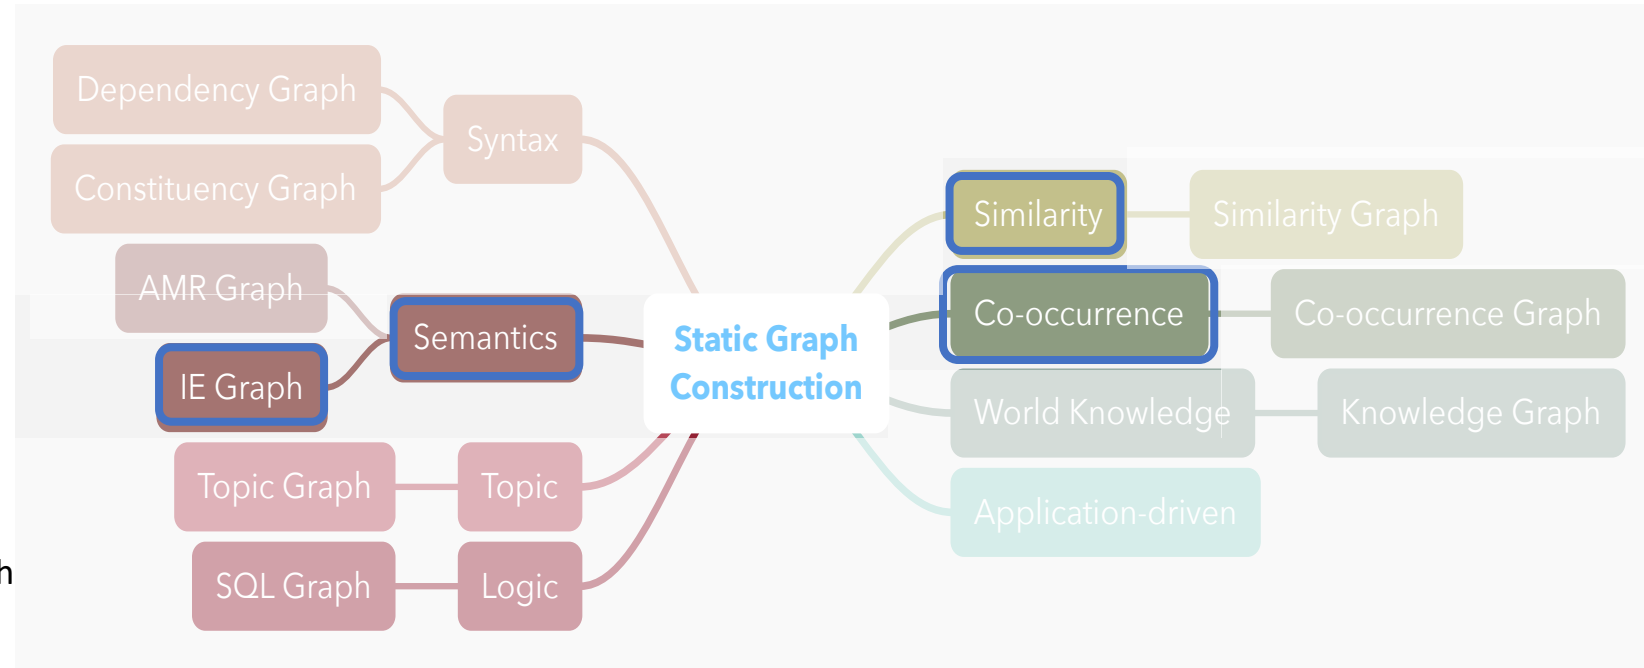 Dependency Graph
Syntax
Constituency Graph
AMR Graph
Semantics
IE Graph
Topic Graph
Topic
SQL Graph
Logic
Static Graph
Construction
Similarity
Similarity Graph
Co-occurrence
Co-occurrence Graph
World Knowledge
Knowledge Graph
Application-driven
h